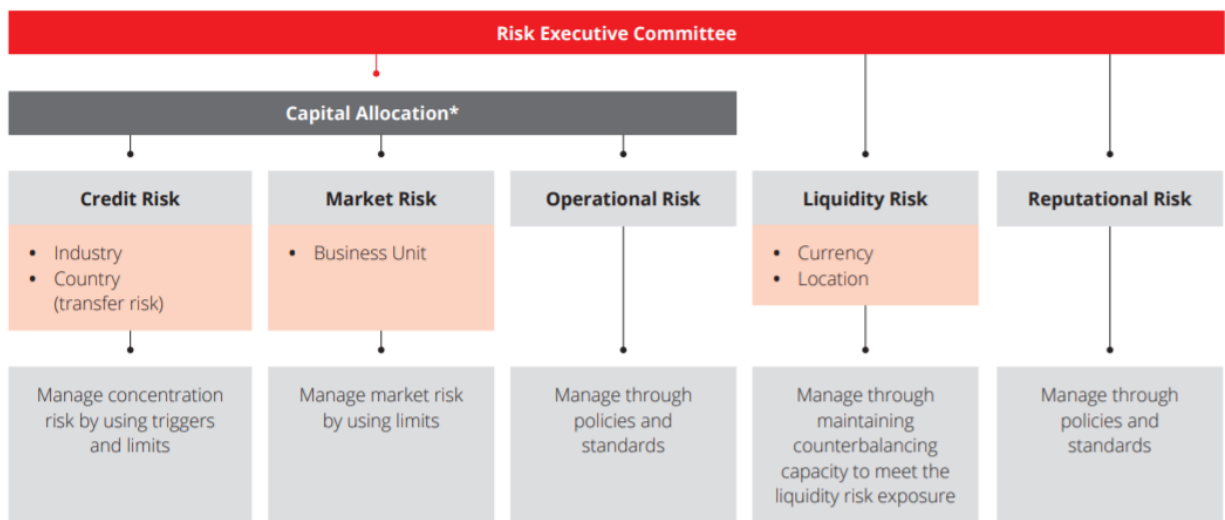 Risk Executive Committee
Capital Allocation*
Credit Risk
• Industry
• Country
(transfer risk)
Manage concentration
risk by using triggers
and limits
Market Risk
• Business Unit
Manage market risk
by using limits
Operational Risk
Manage through
policies and
standards
Liquidity Risk
• Currency
• Location
Manage through
maintaining
counterbalancing
capacity to meet the
liquidity risk exposure
Reputational Risk
Manage through
policies and
standards